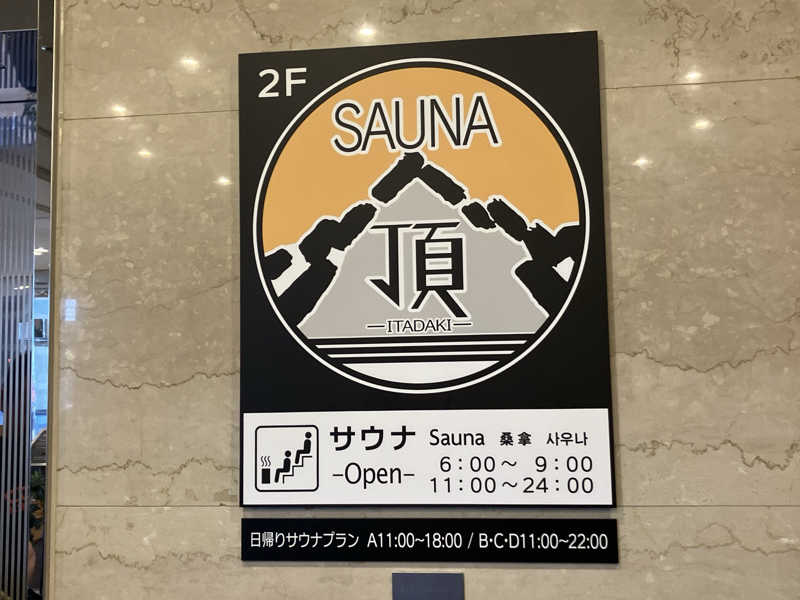 2F
SAUNA
頂
—ITADAKI—
サウナ Sauna 桑拿 사우나
-Open- 6:00～ 9:00
11:00～24:00
日帰りサウナプラン A11:00~18:00 / B・C・D11:00~22:00